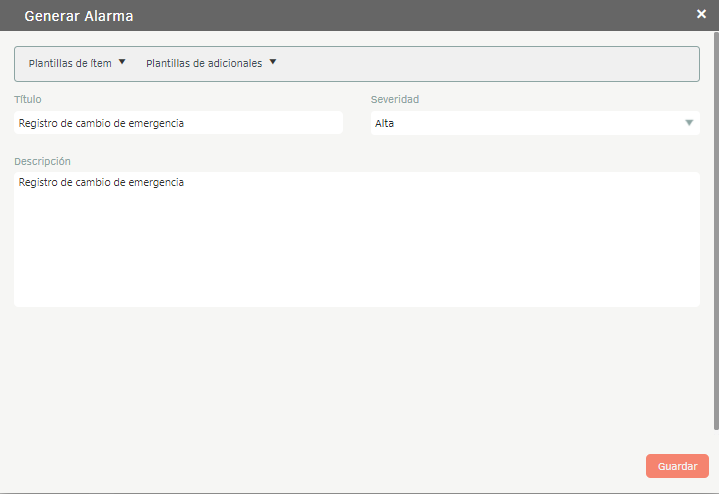 Generar Alarma
Plantillas de ítem Plantillas de adicionales
Título Severidad
Registro de cambio de emergencia Alta
Descripción
Registro de cambio de emergencia
Guardar